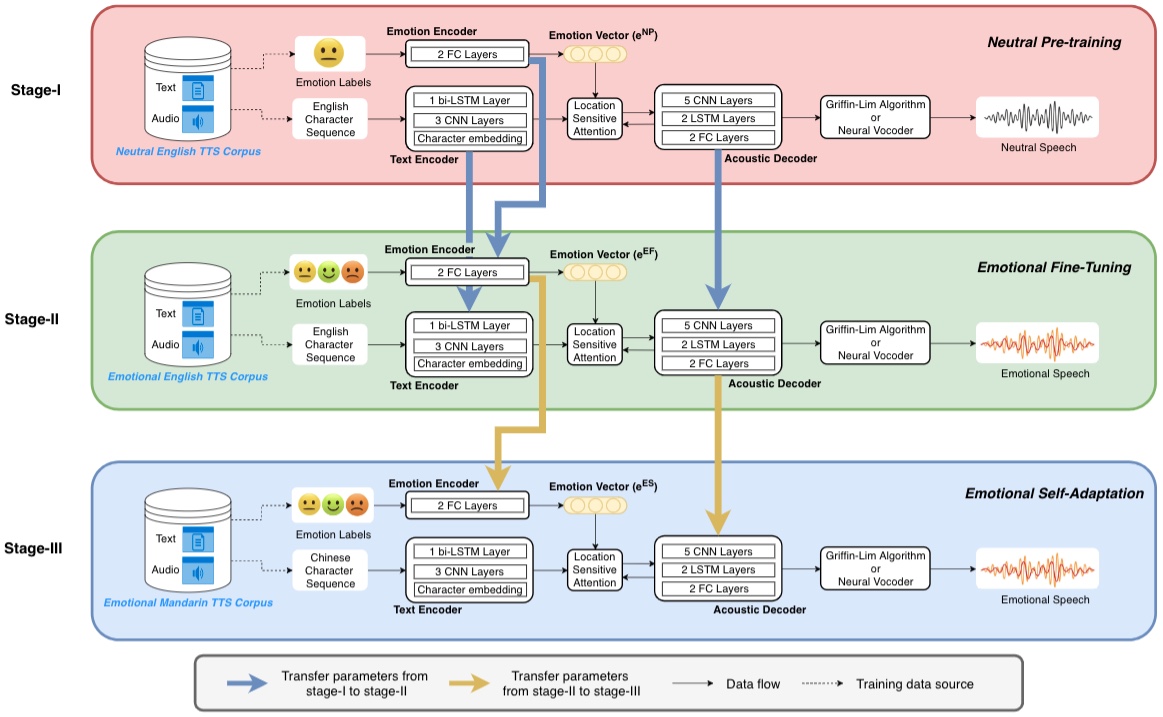 Stage-I
Neutral Pre-training
Text
Audio
Neutral English TTS Corpus
Emotion Labels
English
Character
Sequence
Emotion Encoder
2 FC Layers
1 bi-LSTM Layer
3 CNN Layers
Character embedding
Text Encoder
Emotion Vector (eNP)
Location
Sensitive
Attention
5 CNN Layers
2 LSTM Layers
2 FC Layers
Acoustic Decoder
Griffin-Lim Algorithm
or
Neural Vocoder
Neutral Speech
Stage-II
Emotional Fine-Tuning
Text
Audio
Emotional English TTS Corpus
Emotion Labels
English
Character
Sequence
Emotion Encoder
2 FC Layers
1 bi-LSTM Layer
3 CNN Layers
Character embedding
Text Encoder
Emotion Vector (eEF)
Location
Sensitive
Attention
5 CNN Layers
2 LSTM Layers
2 FC Layers
Acoustic Decoder
Griffin-Lim Algorithm
or
Neural Vocoder
Emotional Speech
Stage-III
Emotional Self-Adaptation
Text
Audio
Emotional Mandarin TTS Corpus
Emotion Labels
Chinese
Character
Sequence
Emotion Encoder
2 FC Layers
1 bi-LSTM Layer
3 CNN Layers
Character embedding
Text Encoder
Emotion Vector (eES)
Location
Sensitive
Attention
5 CNN Layers
2 LSTM Layers
2 FC Layers
Acoustic Decoder
Griffin-Lim Algorithm
or
Neural Vocoder
Emotional Speech
Transfer parameters from
stage-I to stage-II
Transfer parameters
from stage-II to stage-III
Data flow
Training data source